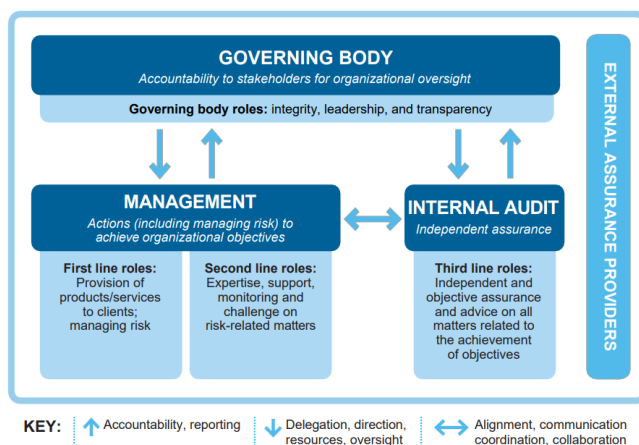 GOVERNING BODY
Accountability to stakeholders for organizational oversight
Governing body roles: integrity, leadership, and transparency
MANAGEMENT
Actions (including managing risk) to
achieve organizational objectives
INTERNAL AUDIT
Independent assurance
First line roles:
Provision of
products/services
to clients;
managing risk
Second line roles:
Expertise, support,
monitoring and
challenge on
risk-related matters
Third line roles:
Independent and
objective assurance
and advice on all
matters related to
the achievement
of objectives
EXTERNAL ASSURANCE PROVIDERS
KEY:
Accountability, reporting
Delegation, direction,
resources, oversight
Alignment, communication
coordination, collaboration